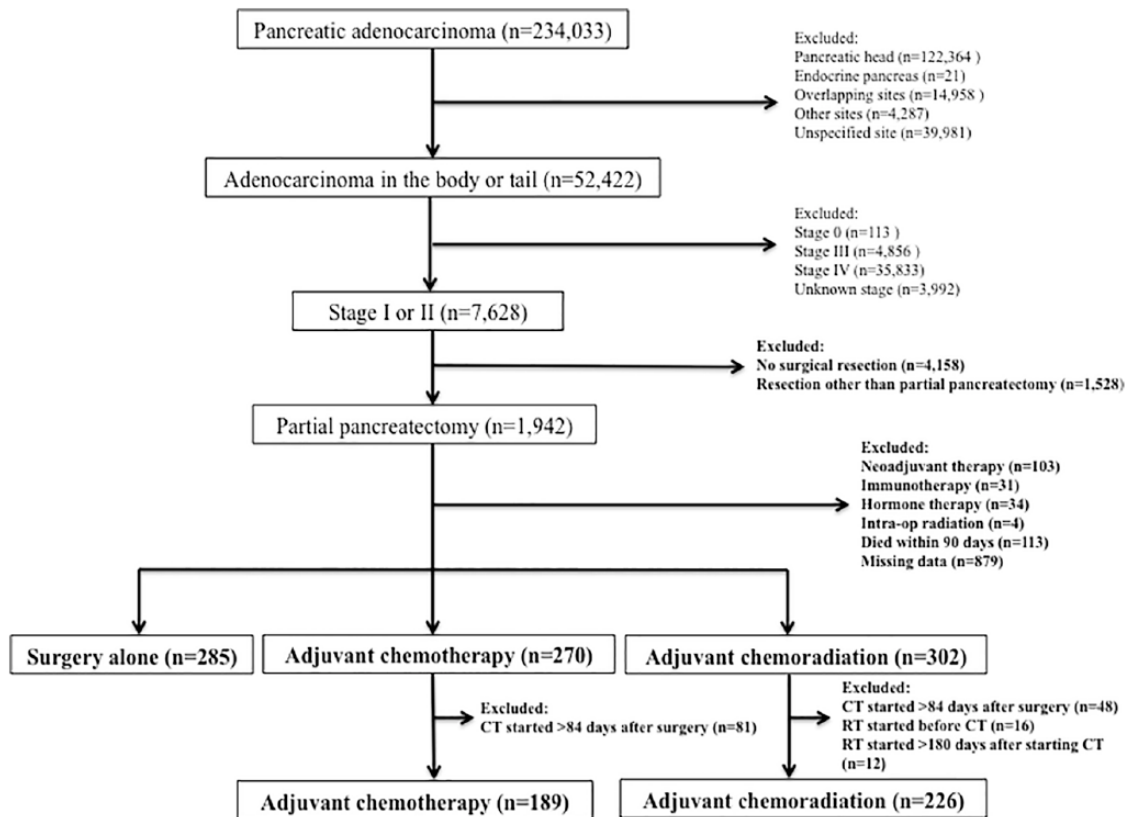 Pancreatic adenocarcinoma (n=234,033)
Excluded:
Pancreatic head (n=122,364 )
Endocrine pancreas (n=21)
Overlapping sites (n=14,958 )
Other sites (n=4,287)
Unspecified site (n=39,981)
Adenocarcinoma in the body or tail (n=52,422)
Excluded:
Stage 0 (n=113 )
Stage III (n=4,856 )
Stage IV (n=35,833)
Unknown stage (n=3,992)
Stage I or II (n=7,628)
Excluded:
No surgical resection (n=4,158)
Resection other than partial pancreatectomy (n=1,528)
Partial pancreatectomy (n=1,942)
Excluded:
Neoadjuvant therapy (n=103)
Immunotherapy (n=31)
Hormone therapy (n=34)
Intra-op radiation (n=4)
Died within 90 days (n=113)
Missing data (n=879)
Surgery alone (n=285)
Adjuvant chemotherapy (n=270)
Adjuvant chemoradiation (n=302)
Excluded:
CT started >84 days after surgery (n=81)
Excluded:
CT started >84 days after surgery (n=48)
RT started before CT (n=16)
RT started >180 days after starting CT
(n=12)
Adjuvant chemotherapy (n=189)
Adjuvant chemoradiation (n=226)